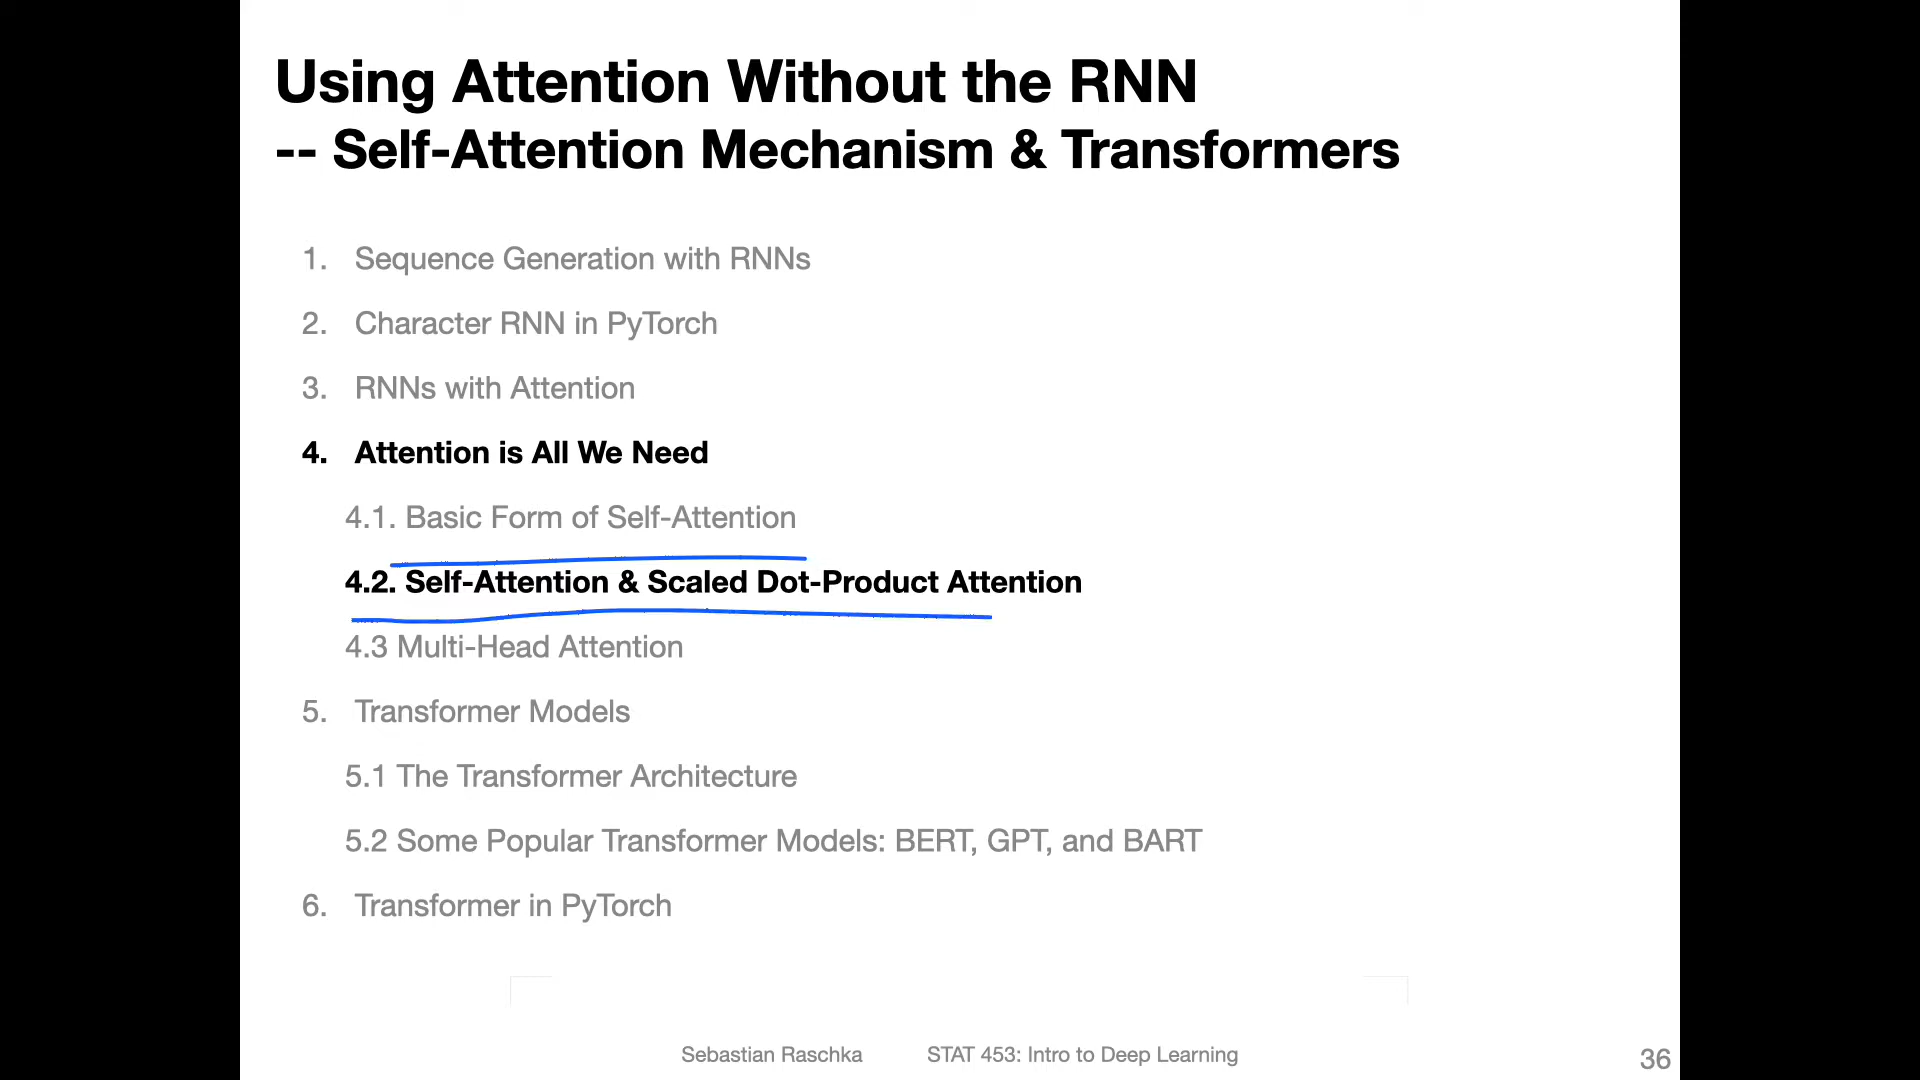 Using Attention Without the RNN
-- Self-Attention Mechanism & Transformers
1. Sequence Generation with RNNs
2. Character RNN in PyTorch
3. RNNs with Attention
4. Attention is All We Need
4.1. Basic Form of Self-Attention
4.2. Self-Attention & Scaled Dot-Product Attention
4.3 Multi-Head Attention
5. Transformer Models
5.1 The Transformer Architecture
5.2 Some Popular Transformer Models: BERT, GPT, and BART
6. Transformer in PyTorch
Sebastian Raschka STAT 453: Intro to Deep Learning 36